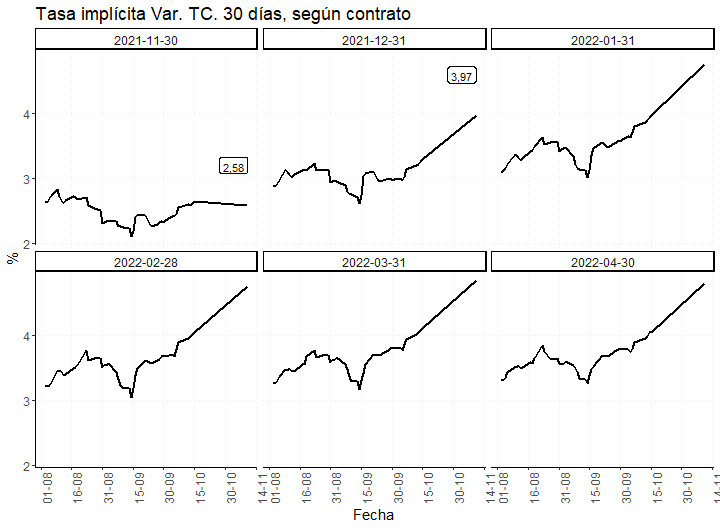 Tasa implícita Var. TC. 30 días, según contrato
2021-11-30 2021-12-31 2022-01-31
4
3
2
2,58
3,97
%
2022-02-28 2022-03-31 2022-04-30
4
3
2
01-08 16-08 30-08 15-09 30-09 15-10 30-10 14-11 01-08 16-08 30-08 15-09 30-09 15-10 30-10 14-11 01-08 16-08 30-08 15-09 30-09 15-10 30-10 14-11
Fecha